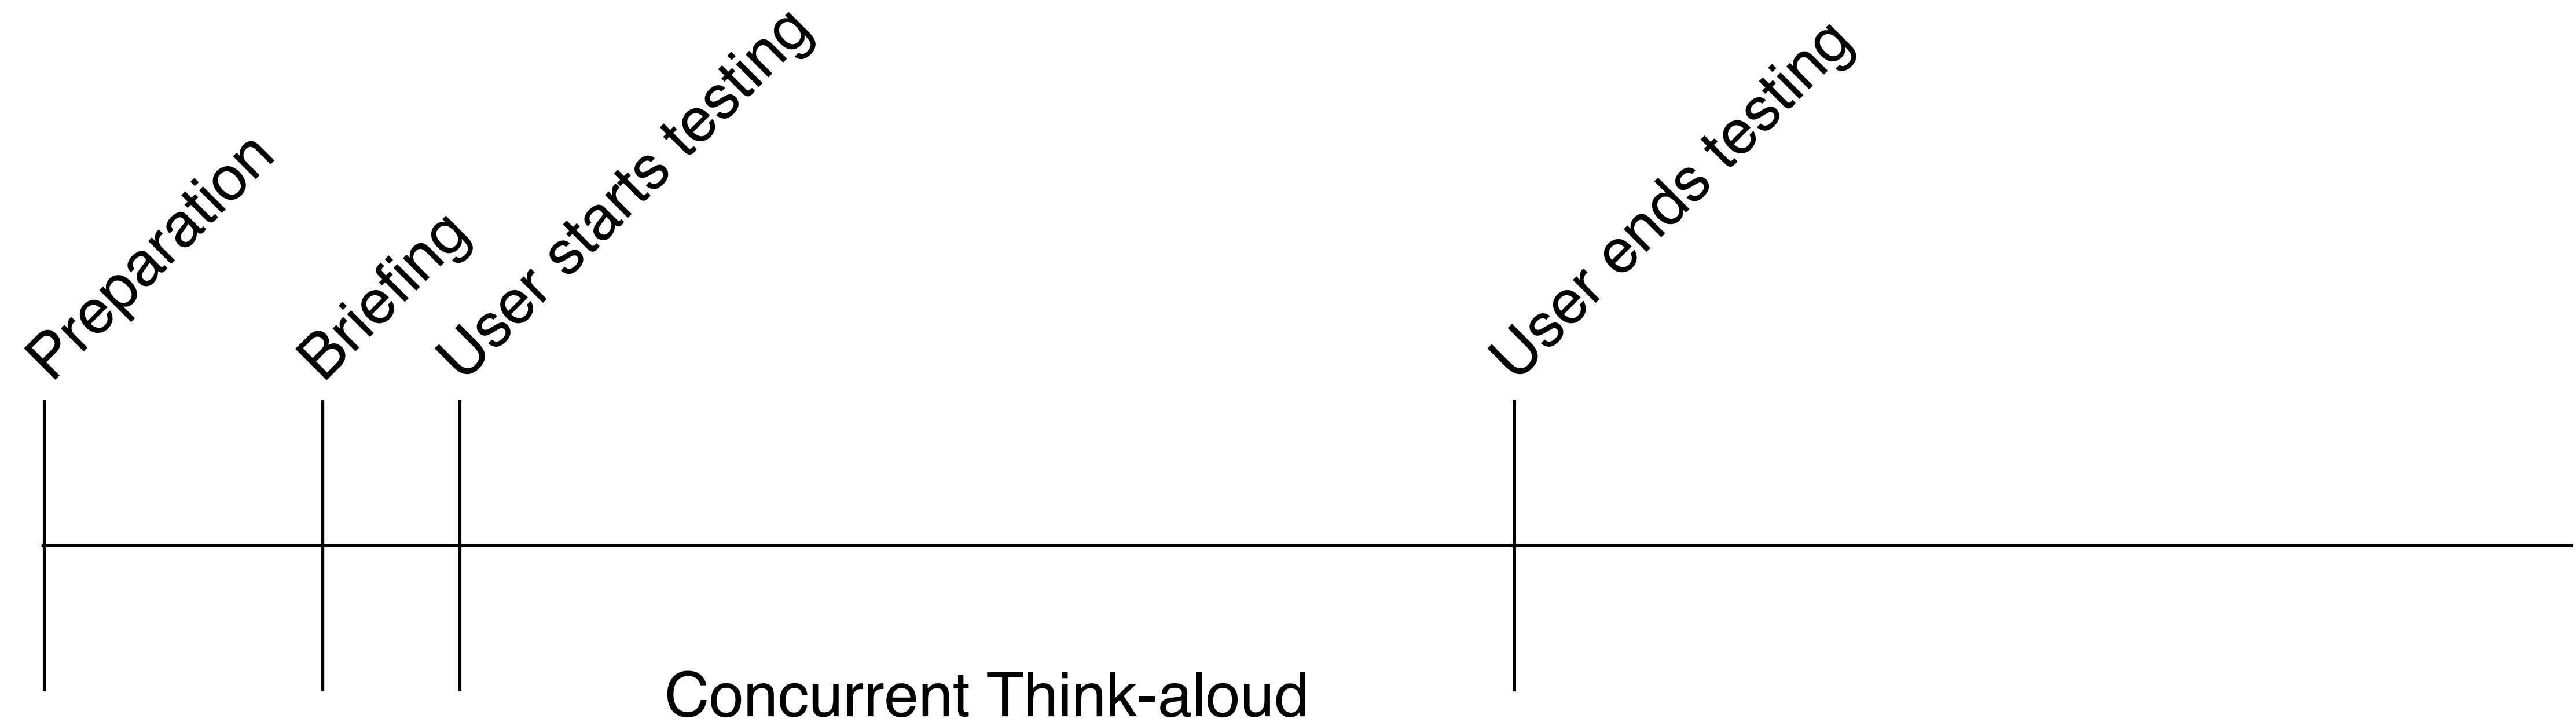 Preparation
Briefing
User starts testing
User ends testing
Concurrent Think-aloud